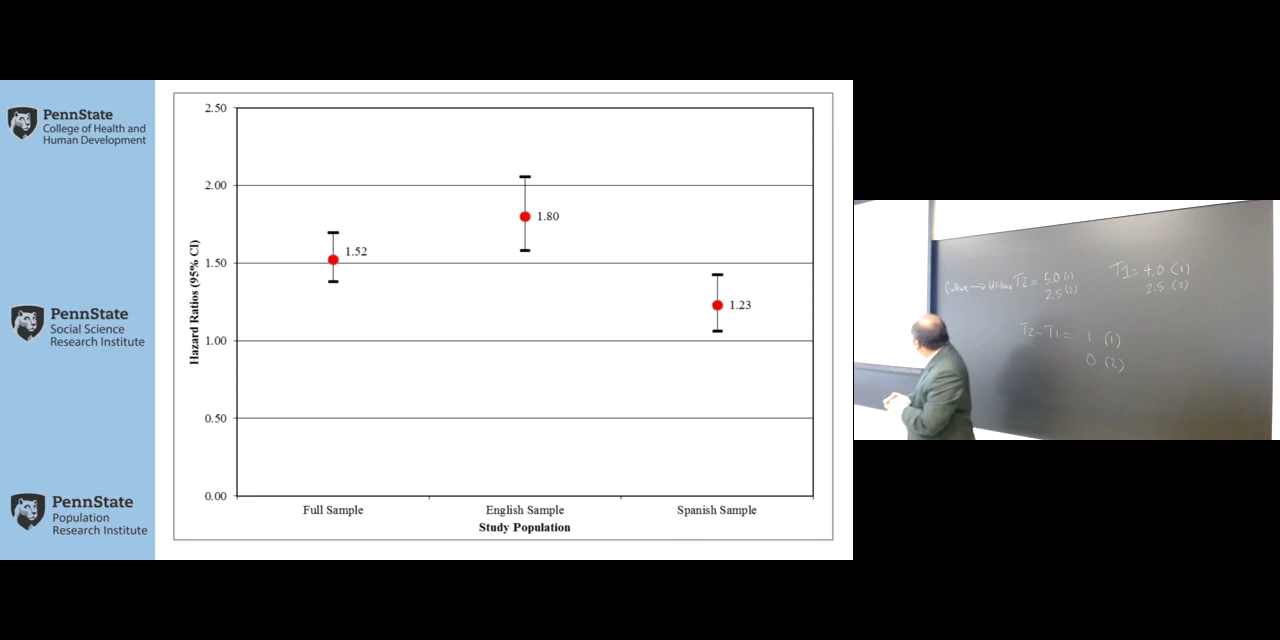 PennState
College of Health and
Human Development
PennState
Social Science
Research Institute
PennState
Population
Research Institute
Hazard Ratios (95% CI)
2.50
2.00
1.50
1.00
0.50
0.00
1.52
1.80
1.23
Full Sample English Sample Spanish Sample
Study Population
T2 = 5.0 (1)
2.5 (2)
T1 = 4.0 (1)
2.5 (2)
T2-T1 = 1 (1)
0 (2)